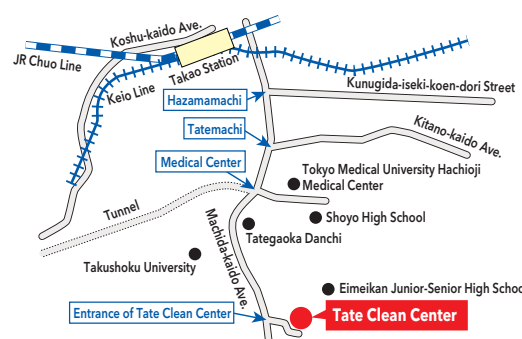 Koshu-kaido Ave.
JR Chuo Line
Takao Station
Keio Line
Kunugida-iseki-koen-dori Street
Hazamamachi
Kitano-kaido Ave.
Tatemachi
Medical Center
Tokyo Medical University Hachioji
Medical Center
Tunnel
Shoyo High School
Machida-kaido Ave.
Tategaoka Danchi
Takushoku University
Eimeikan Junior-Senior High Schoo
Entrance of Tate Clean Center
Tate Clean Center